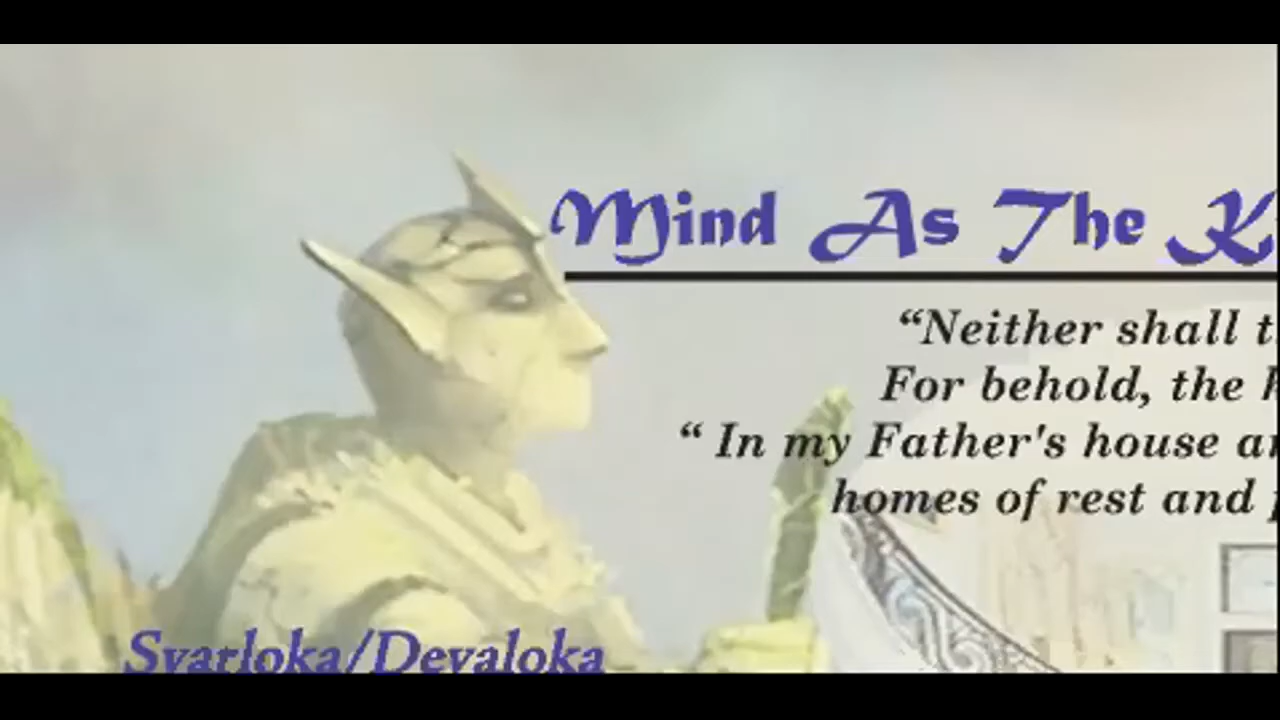 Mind As The K
“Neither shall t
For behold, the
“ In my Father's house a
homes of rest and
Svarloka/Devaloka